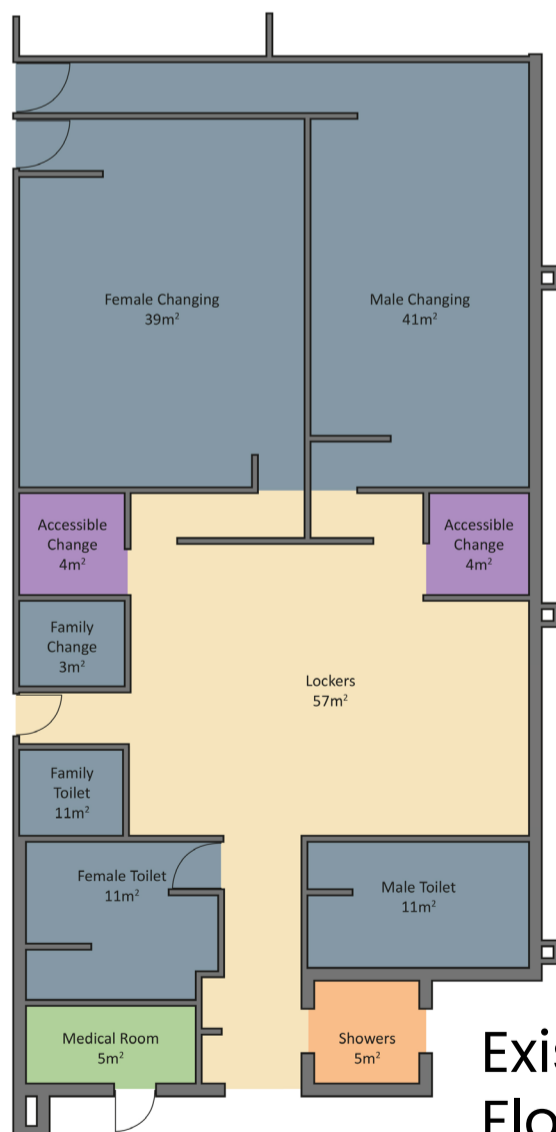 Female Changing
39m²
Male Changing
41m²
Accessible
Change
4m²
Accessible
Change
4m²
Family
Change
3m²
Lockers
57m²
Family
Toilet
11m²
Female Toilet
11m²
Male Toilet
11m²
Medical Room
5m²
Showers
5m²
Exis
Flo